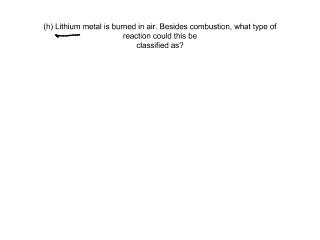 (h) Lithium metal is burned in air. Besides combustion, what type of
reaction could this be
classified as?